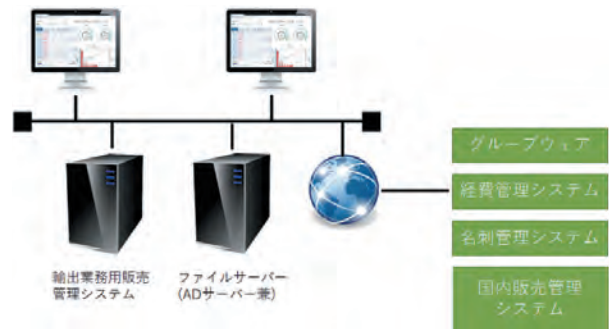 グループウェア
経費管理システム
名刺管理システム
国内販売管理
システム
輸出業務用販売
管理システム
ファイルサーバー
(ADサーバー兼)